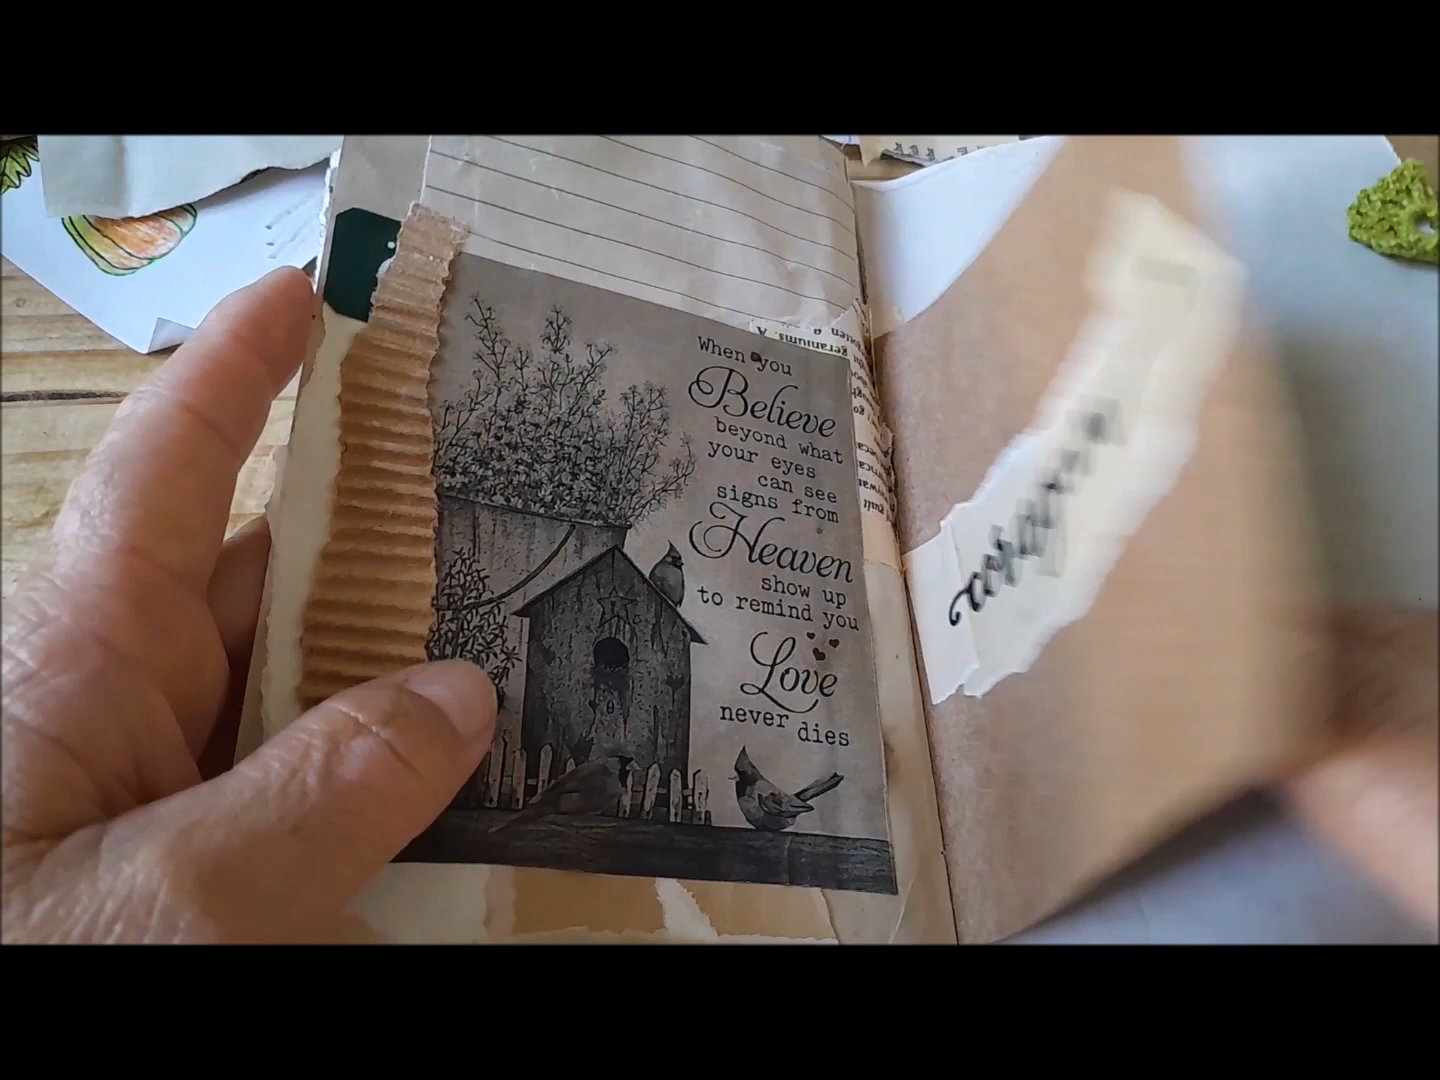 When you
Believe
beyond what
your eyes
can see
signs from
Heaven
show up
to remind you
Love
never dies
geraniums. A